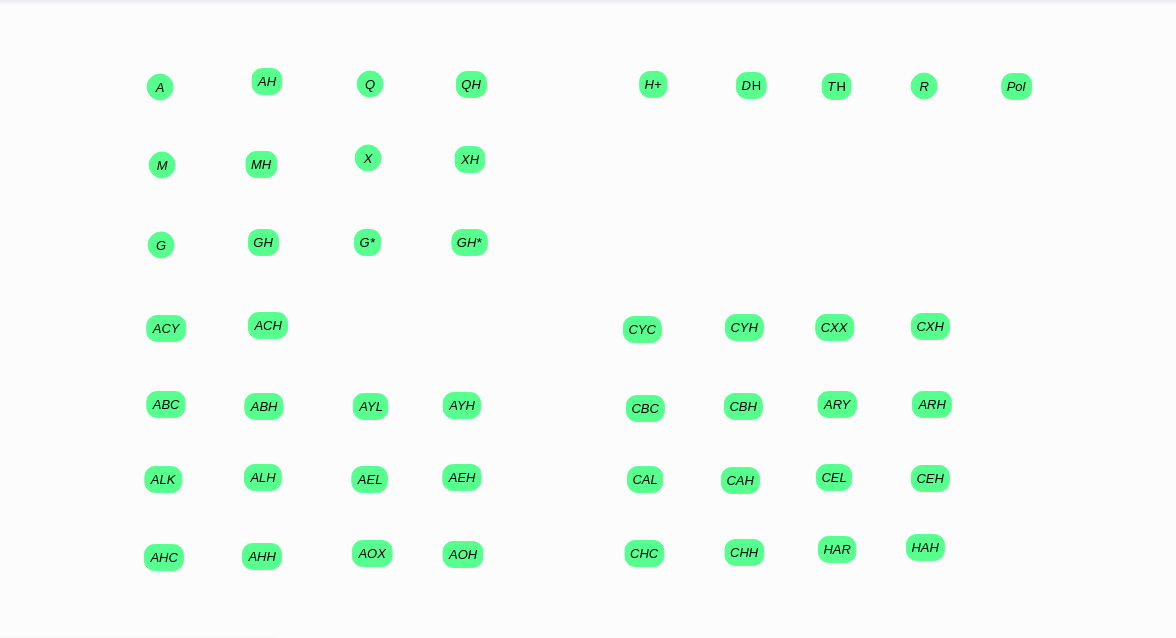 A AH Q QH H+ DH TH R Pol
M MH X XH
G GH G* GH*
ACY ACH CYC CYH CXX CXH
ABC ABH AYL AYH CBC CBH ARY ARH
ALK ALH AEL AEH CAL CAH CEL CEH
AHC AHH AOX AOH CHC CHH HAR HAH